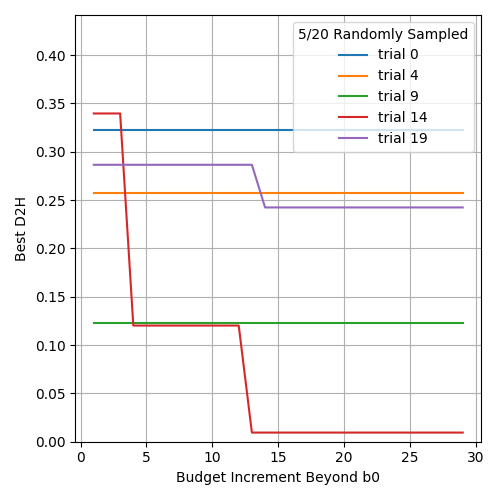 5/20 Randomly Sampled
trial 0
trial 4
trial 9
trial 14
trial 19
0.40
0.35
0.30
0.25
0.20
0.15
0.10
0.05
0.00
Best D2H
0 5 10 15 20 25 30
Budget Increment Beyond b0